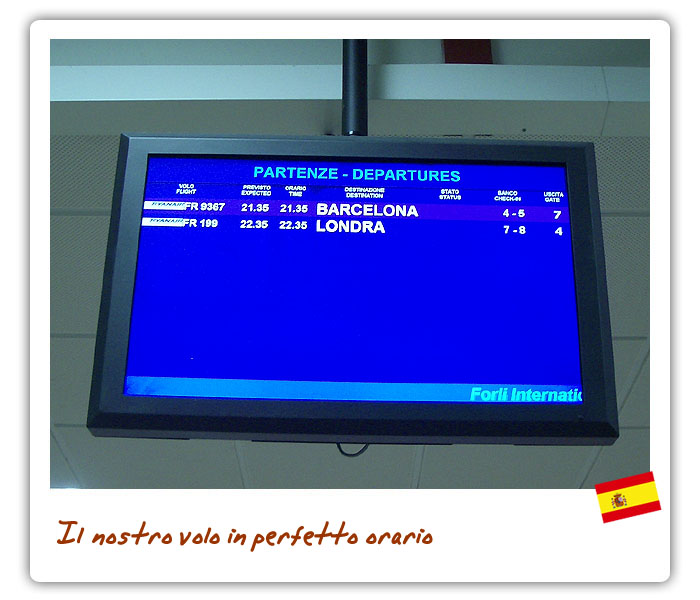 PARTENZE - DEPARTURES
VOLO FLIGHT PREVISTO EXPECTED ORARIO TIME DESTINAZIONE DESTINATION STATO STATUS BANCO CHECK-IN USCITA GATE
RYANAIR FR 9367 21.35 21.35 BARCELONA 4 - 5 7
RYANAIR FR 199 22.35 22.35 LONDRA 7 - 8 4
Forlì Internatio
Il nostro volo in perfetto orario